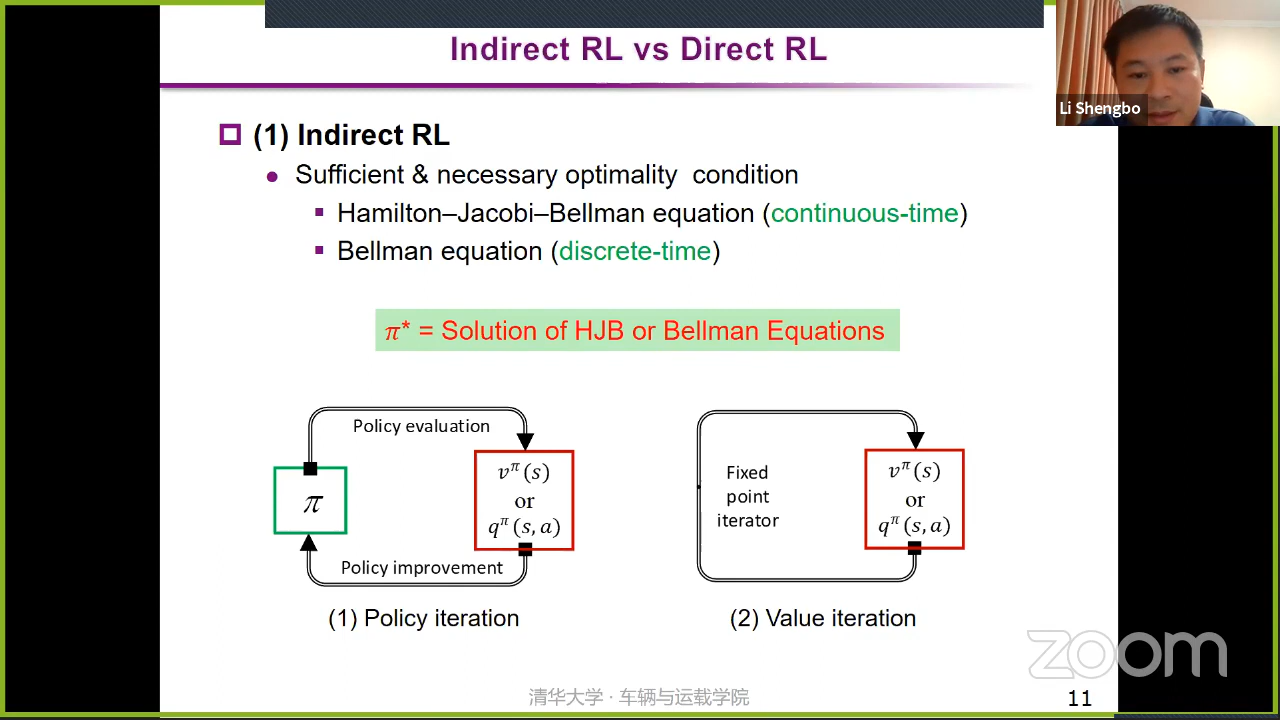 Indirect RL vs Direct RL
Li Shengbo
(1) Indirect RL
Sufficient & necessary optimality condition
Hamilton–Jacobi–Bellman equation (continuous-time)
Bellman equation (discrete-time)
π* = Solution of HJB or Bellman Equations
Policy evaluation
π
v^π(s)
or
q^π(s, a)
Policy improvement
(1) Policy iteration
Fixed
point
iterator
v^π(s)
or
q^π(s, a)
(2) Value iteration
zoom
清华大学 · 车辆与运载学院
11